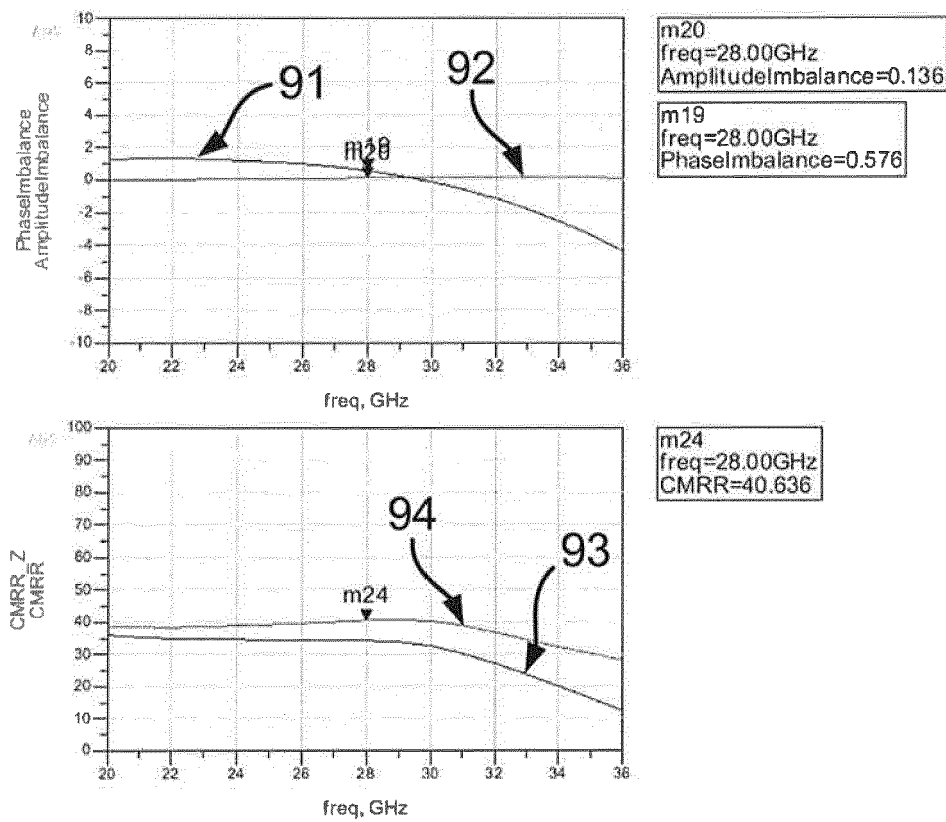 10
8
6
4
2
0
-2
-4
-6
-8
-10
PhaseImbalance
AmplitudeImbalance
91
92
m19
m20
20 22 24 26 28 30 32 34 36
freq, GHz
m20
freq=28.00GHz
AmplitudeImbalance=0.136
m19
freq=28.00GHz
PhaseImbalance=0.576
100
90
80
70
60
50
40
30
20
10
0
CMRR_Z
CMRR
94
93
m24
20 22 24 26 28 30 32 34 36
freq, GHz
m24
freq=28.00GHz
CMRR=40.636